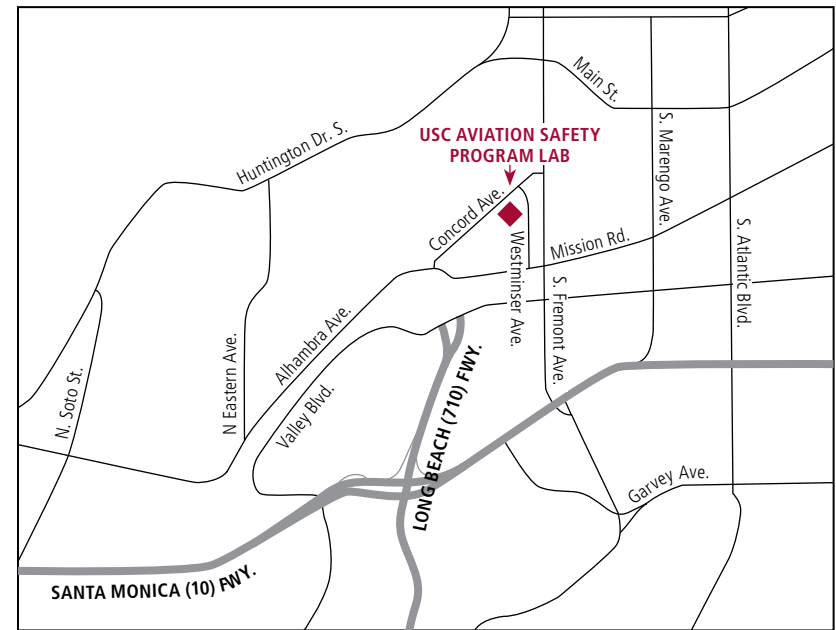 Main St.
Huntington Dr. S.
USC AVIATION SAFETY
PROGRAM LAB
S. Marengo Ave.
Concord Ave.
Westminser Ave.
Mission Rd.
S. Atlantic Blvd.
S. Fremont Ave.
Alhambra Ave.
N Eastern Ave.
Valley Blvd.
N. Soto St.
LONG BEACH (710) FWY.
Garvey Ave.
SANTA MONICA (10) FWY.